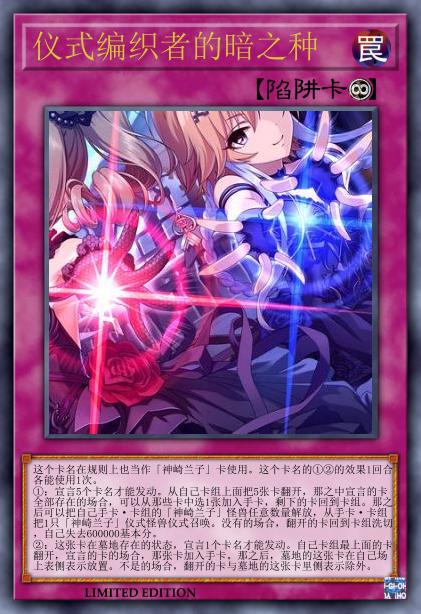 仪式编织者的暗之种
罠
【陷阱卡♾】
这个卡名在规则上也当作「神崎兰子」卡使用。这个卡名的①②的效果1回合
各能使用1次。
①：宣言5个卡名才能发动。从自己卡组上面把5张卡翻开，那之中宣言的卡
全部存在的场合，可以从那些卡中选1张加入手卡，剩下的卡回到卡组。那之
后可以把自己手卡・卡组的「神崎兰子」怪兽任意数量解放，从手卡・卡组
把1只「神崎兰子」仪式怪兽仪式召唤。没有的场合，翻开的卡回到卡组洗切
，自己失去600000基本分。
②：这张卡在墓地存在的状态，宣言1个卡名才能发动。自己卡组最上面的卡
翻开，宣言的卡的场合，那张卡加入手卡。那之后，墓地的这张卡在自己场
上表侧表示放置。不是的场合，翻开的卡与墓地的这张卡里侧表示除外。
LIMITED EDITION